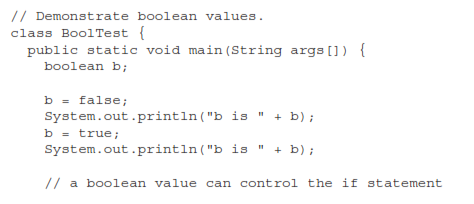 // Demonstrate boolean values.
class BoolTest {
  public static void main(String args[]) {
    boolean b;

    b = false;
    System.out.println("b is " + b);
    b = true;
    System.out.println("b is " + b);

    // a boolean value can control the if statement